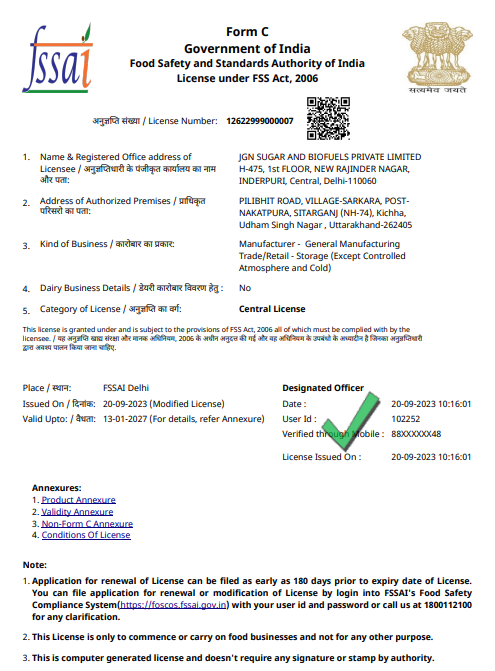 fssai
Form C
Government of India
Food Safety and Standards Authority of India
License under FSS Act, 2006
सत्यमेव जयते
अनुज्ञप्ति संख्या / License Number: 12622999000007
1. Name & Registered Office address of Licensee / अनुज्ञप्तिधारी के पंजीकृत कार्यालय का नाम और पता:
JGN SUGAR AND BIOFUELS PRIVATE LIMITED
H-475, 1st FLOOR, NEW RAJINDER NAGAR,
INDERPURI, Central, Delhi-110060
2. Address of Authorized Premises / प्राधिकृत परिसरो का पता:
PILIBHIT ROAD, VILLAGE-SARKARA, POST-
NAKATPURA, SITARGANJ (NH-74), Kichha,
Udham Singh Nagar , Uttarakhand-262405
3. Kind of Business / कारोबार का प्रकार:
Manufacturer - General Manufacturing
Trade/Retail - Storage (Except Controlled
Atmosphere and Cold)
4. Dairy Business Details / डेयरी कारोबार विवरण हेतु : No
5. Category of License / अनुज्ञप्ति का वर्ग: Central License
This license is granted under and is subject to the provisions of FSS Act, 2006 all of which must be complied with by the
licensee. / यह अनुज्ञप्ति खाद्य संरक्षा और मानक अधिनियम, 2006 के अधीन अनुदत्त की गई और वह अधिनियम के उपबंधो के अध्यादीन है जिनका अनुज्ञप्तिधारी
द्वारा अवश्य पालन किया जाना चाहिए.
Place / स्थान: FSSAI Delhi
Issued On / दिनांक: 20-09-2023 (Modified License)
Valid Upto: / वैधता: 13-01-2027 (For details, refer Annexure)
Designated Officer
Date : 20-09-2023 10:16:01
User Id : 102252
Verified through Mobile : 88XXXXXX48
License Issued On : 20-09-2023 10:16:01
Annexures:
1. Product Annexure
2. Validity Annexure
3. Non-Form C Annexure
4. Conditions Of License
Note:
1. Application for renewal of License can be filed as early as 180 days prior to expiry date of License.
You can file application for renewal or modification of License by login into FSSAI's Food Safety
Compliance System(https://foscos.fssai.gov.in) with your user id and password or call us at 1800112100
for any clarification.
2. This License is only to commence or carry on food businesses and not for any other purpose.
3. This is computer generated license and doesn't require any signature or stamp by authority.